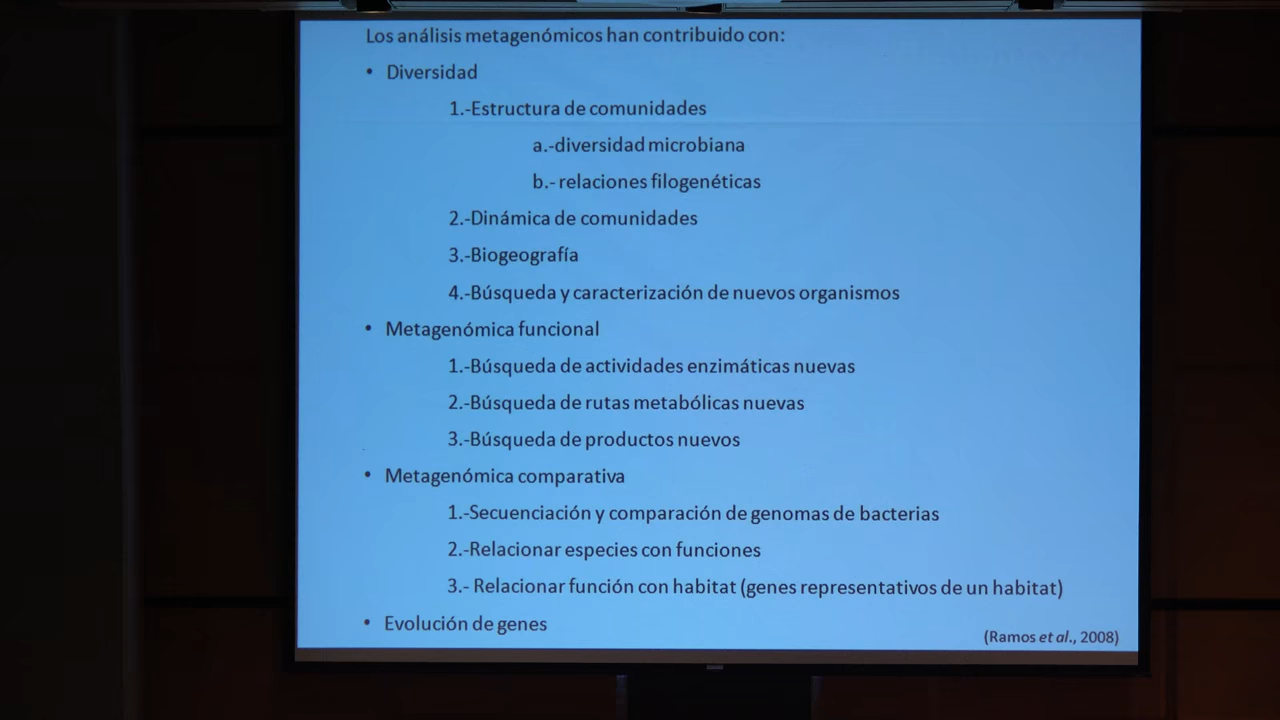 Los análisis metagenómicos han contribuido con:
• Diversidad
1.-Estructura de comunidades
a.-diversidad microbiana
b.- relaciones filogenéticas
2.-Dinámica de comunidades
3.-Biogeografía
4.-Búsqueda y caracterización de nuevos organismos
• Metagenómica funcional
1.-Búsqueda de actividades enzimáticas nuevas
2.-Búsqueda de rutas metabólicas nuevas
3.-Búsqueda de productos nuevos
• Metagenómica comparativa
1.-Secuenciación y comparación de genomas de bacterias
2.-Relacionar especies con funciones
3.- Relacionar función con habitat (genes representativos de un habitat)
• Evolución de genes
(Ramos et al., 2008)